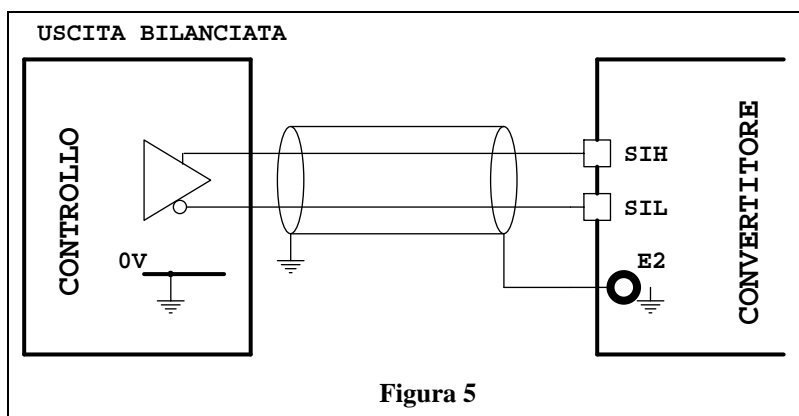 USCITA BILANCIATA
CONTROLLO
0V
SIH
SIL
E2
CONVERTITORE
Figura 5